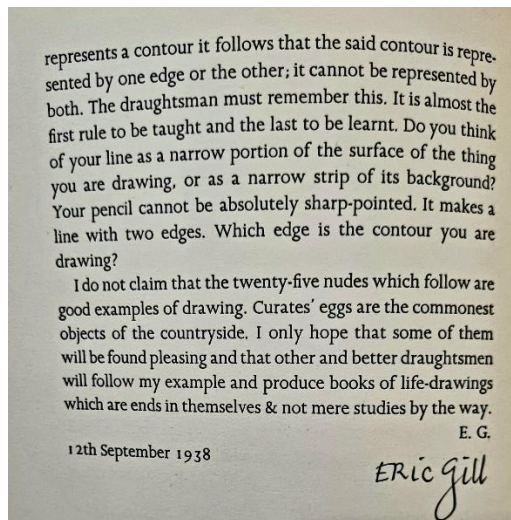 represents a contour it follows that the said contour is repre-
sented by one edge or the other; it cannot be represented by
both. The draughtsman must remember this. It is almost the
first rule to be taught and the last to be learnt. Do you think
of your line as a narrow portion of the surface of the thing
you are drawing, or as a narrow strip of its background?
Your pencil cannot be absolutely sharp-pointed. It makes a
line with two edges. Which edge is the contour you are
drawing?
I do not claim that the twenty-five nudes which follow are
good examples of drawing. Curates' eggs are the commonest
objects of the countryside. I only hope that some of them
will be found pleasing and that other and better draughtsmen
will follow my example and produce books of life-drawings
which are ends in themselves & not mere studies by the way.
E. G.
12th September 1938
ERic Gill